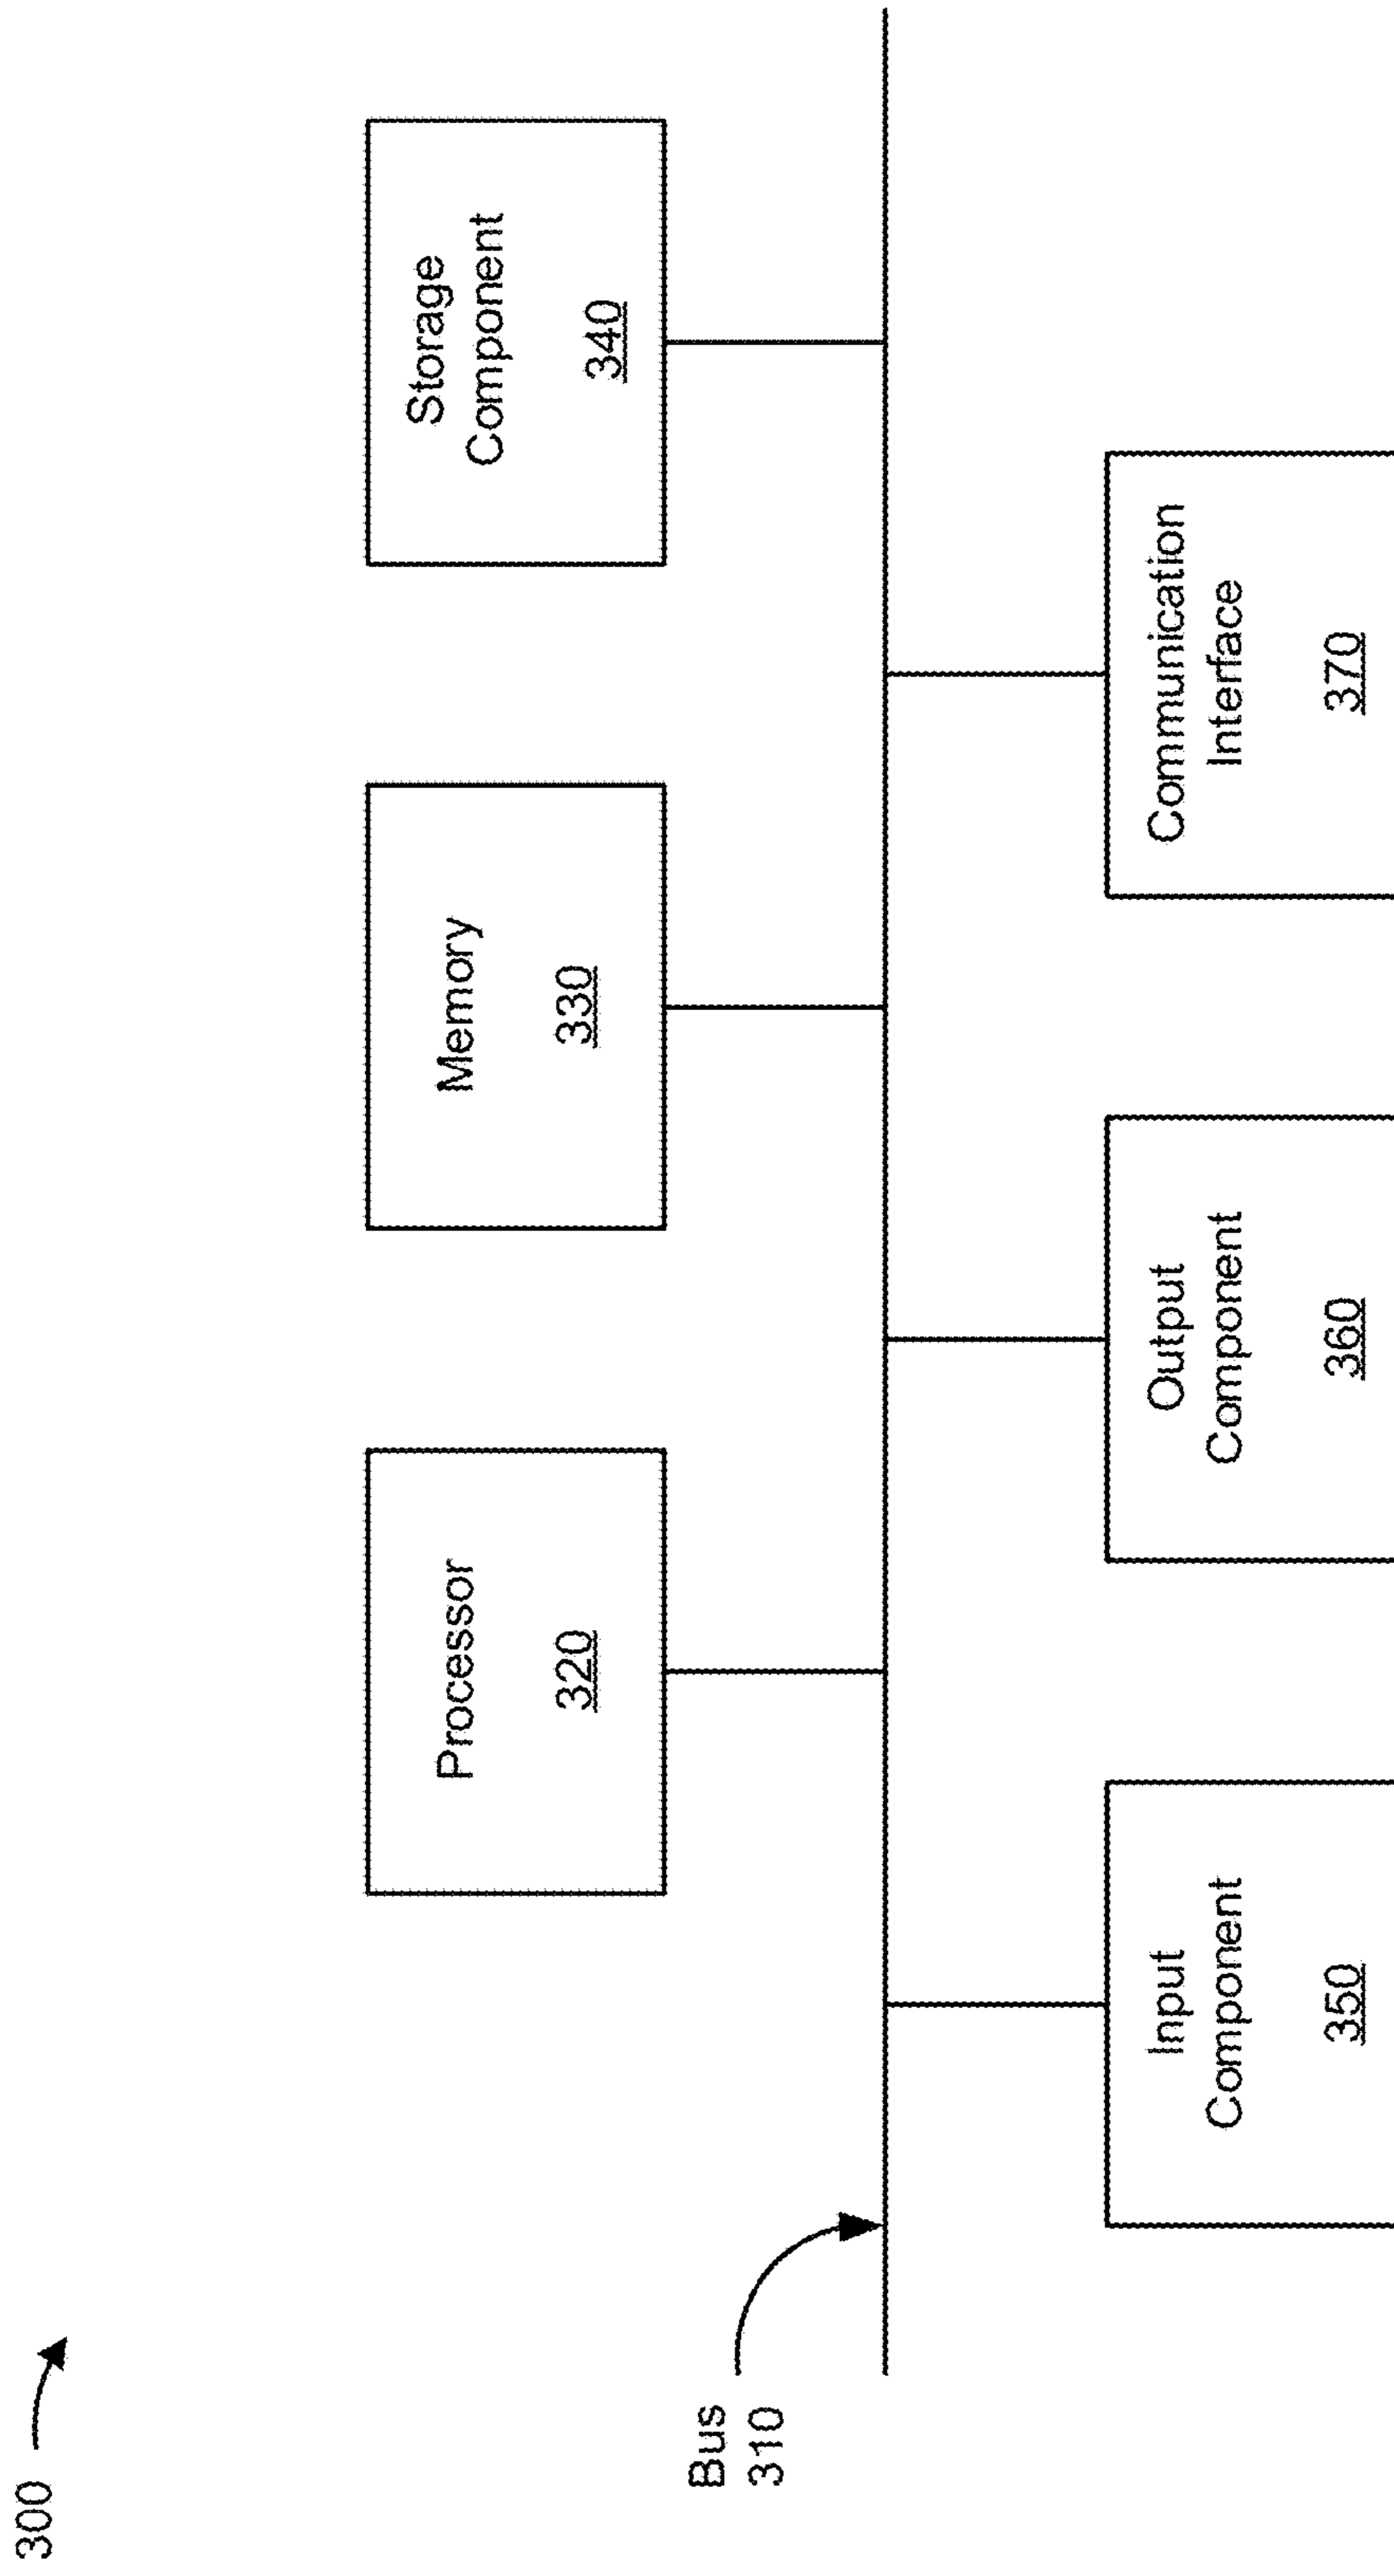 300
Processor
320
Memory
330
Storage
Component
340
Bus
310
Input
Component
350
Output
Component
360
Communication
Interface
370